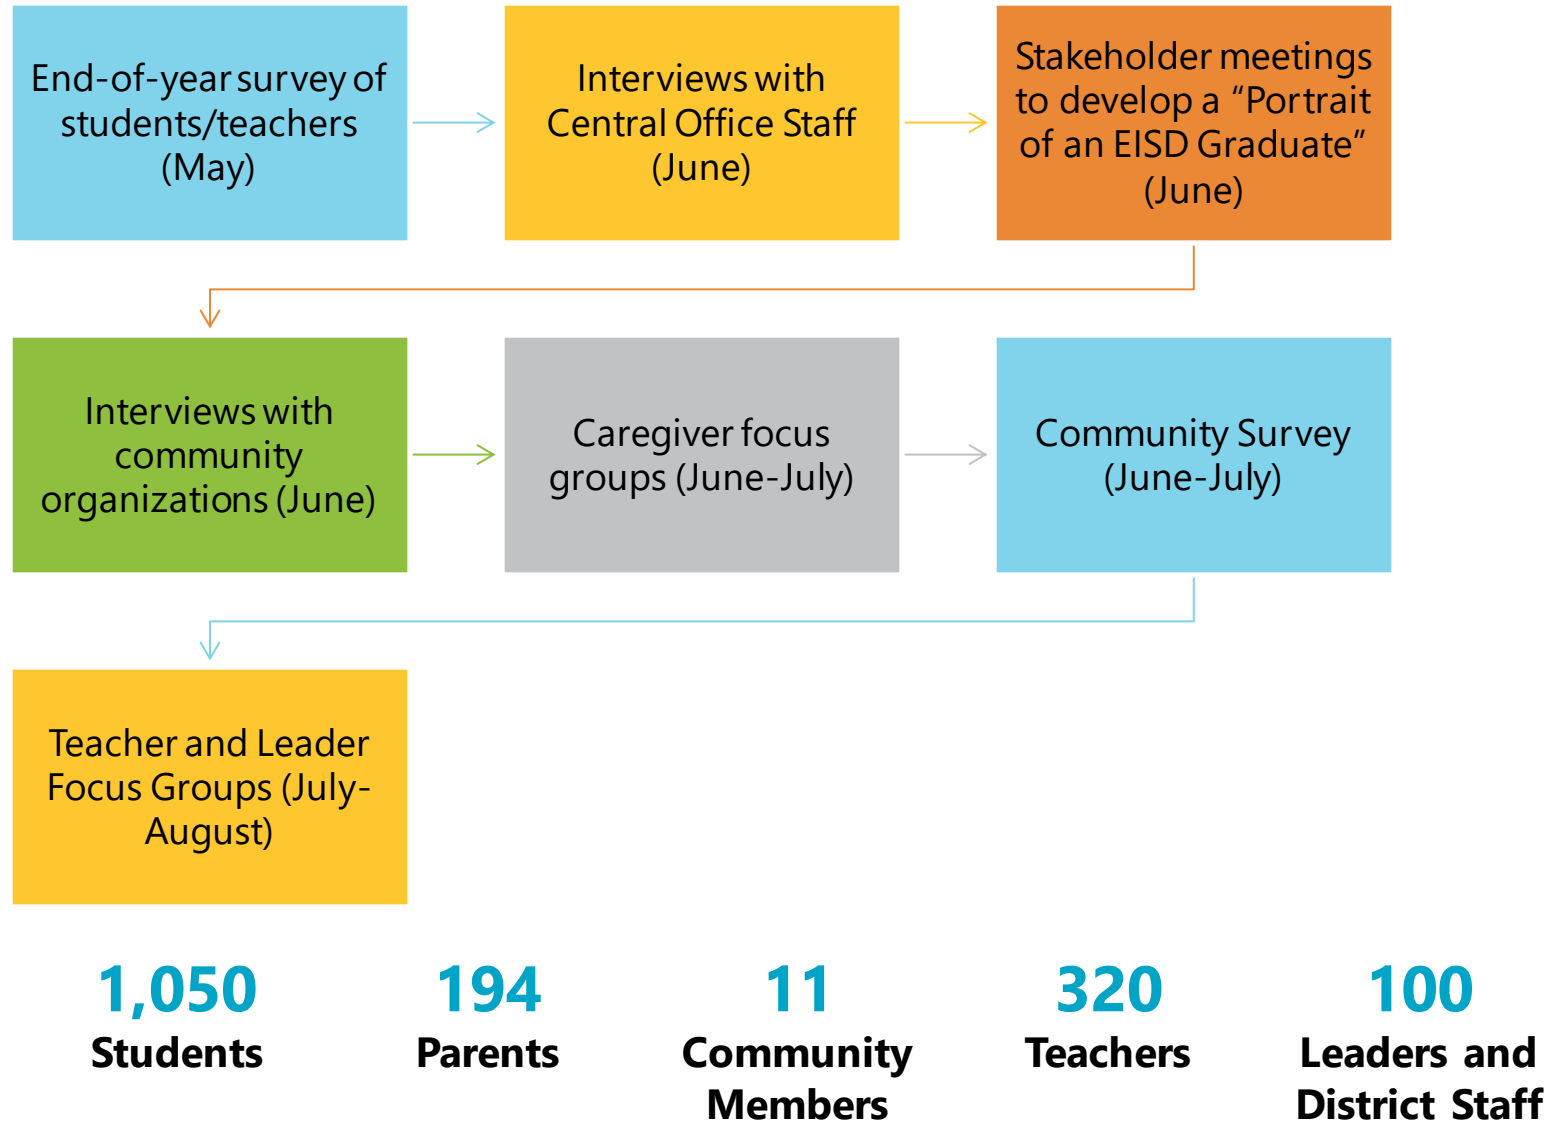 End-of-year survey of
students/teachers
(May)
Interviews with
Central Office Staff
(June)
Stakeholder meetings
to develop a “Portrait
of an EISD Graduate”
(June)
Interviews with
community
organizations (June)
Caregiver focus
groups (June-July)
Community Survey
(June-July)
Teacher and Leader
Focus Groups (July-
August)
1,050
Students
194
Parents
11
Community
Members
320
Teachers
100
Leaders and
District Staff